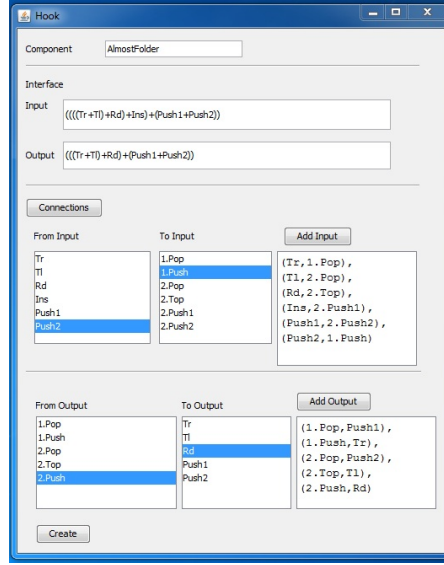 Hook
Component AlmostFolder
Interface
Input ((((Tr+Tl)+Rd)+Ins)+(Push1+Push2))
Output (((Tr+Tl)+Rd)+(Push1+Push2))
Connections
From Input
Tr
Tl
Rd
Ins
Push1
Push2
To Input
1.Pop
1.Push
2.Pop
2.Top
2.Push1
2.Push2
Add Input
(Tr,1.Pop),
(Tl,2.Pop),
(Rd,2.Top),
(Ins,2.Push1),
(Push1,2.Push2),
(Push2,1.Push)
From Output
1.Pop
1.Push
2.Pop
2.Top
2.Push
To Output
Tr
Tl
Rd
Push1
Push2
Add Output
(1.Pop,Push1),
(1.Push,Tr),
(2.Pop,Push2),
(2.Top,Tl),
(2.Push,Rd)
Create